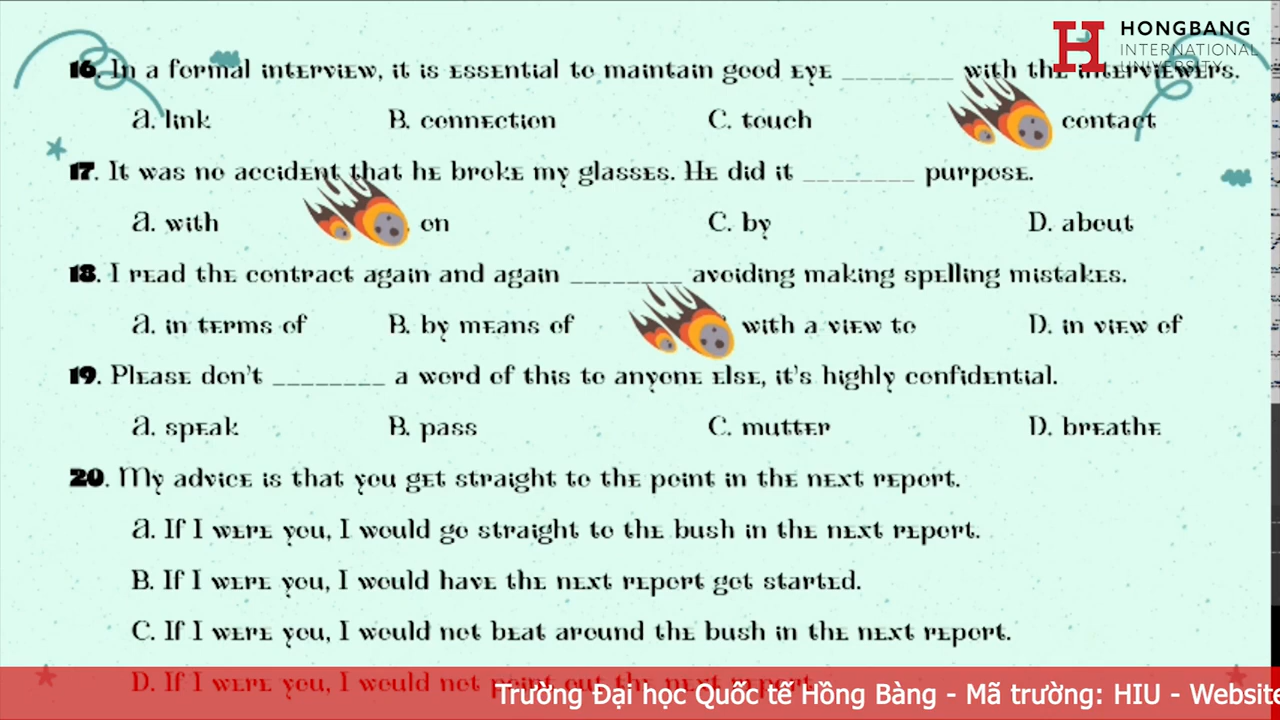 HONGBANG
INTERNATIONAL
UNIVERSITY
16. In a formal interview, it is essential to maintain good eye ________ with the interviewers.
A. link B. connection C. touch contact
17. It was no accident that he broke my glasses. He did it ________ purpose.
A. with on C. by D. about
18. I read the contract again and again ________ avoiding making spelling mistakes.
A. in terms of B. by means of with a view to D. in view of
19. Please don't ________ a word of this to anyone else, it's highly confidential.
A. speak B. pass C. mutter D. breathe
20. My advice is that you get straight to the point in the next report.
A. If I were you, I would go straight to the bush in the next report.
B. If I were you, I would have the next report got started.
C. If I were you, I would not beat around the bush in the next report.
D. If I were you, I would not point out the next report.
Trường Đại học Quốc tế Hồng Bàng - Mã trường: HIU - Website